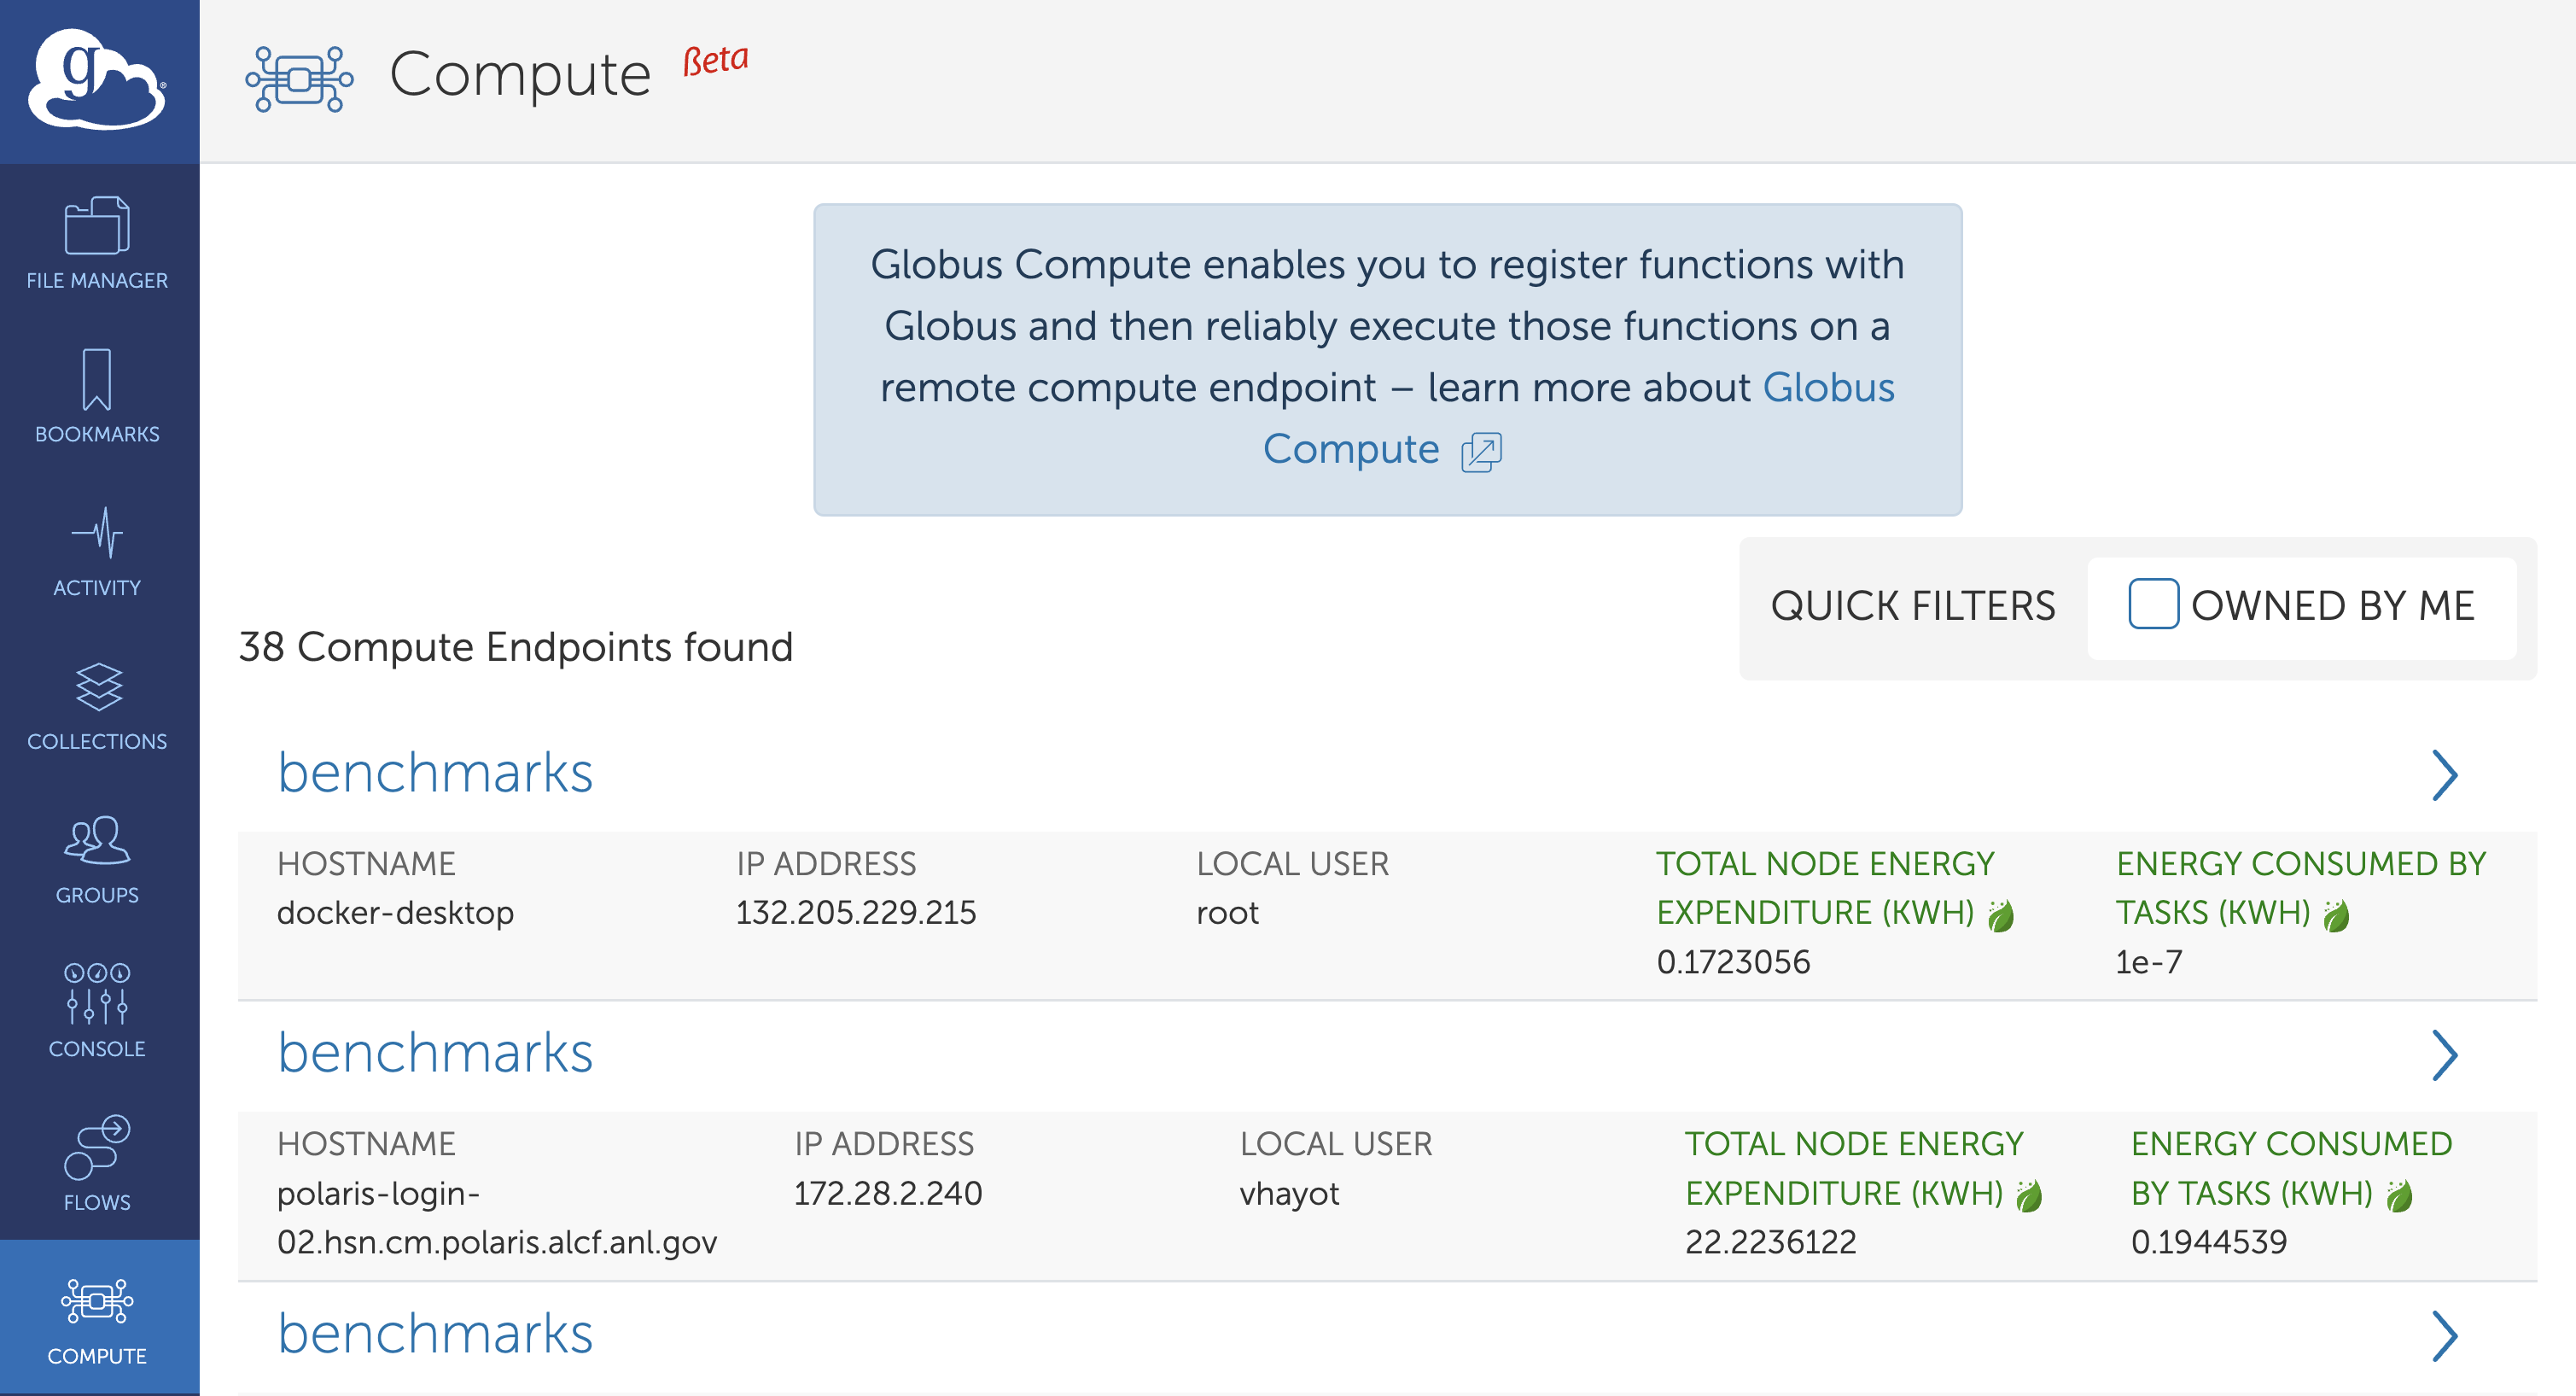 g
Compute ßeta
FILE MANAGER
BOOKMARKS
ACTIVITY
COLLECTIONS
GROUPS
CONSOLE
FLOWS
COMPUTE
Globus Compute enables you to register functions with
Globus and then reliably execute those functions on a
remote compute endpoint – learn more about Globus
Compute
QUICK FILTERS OWNED BY ME
38 Compute Endpoints found
benchmarks
HOSTNAME
docker-desktop
IP ADDRESS
132.205.229.215
LOCAL USER
root
TOTAL NODE ENERGY
EXPENDITURE (KWH)
0.1723056
ENERGY CONSUMED BY
TASKS (KWH)
1e-7
benchmarks
HOSTNAME
polaris-login-
02.hsn.cm.polaris.alcf.anl.gov
IP ADDRESS
172.28.2.240
LOCAL USER
vhayot
TOTAL NODE ENERGY
EXPENDITURE (KWH)
22.2236122
ENERGY CONSUMED
BY TASKS (KWH)
0.1944539
benchmarks